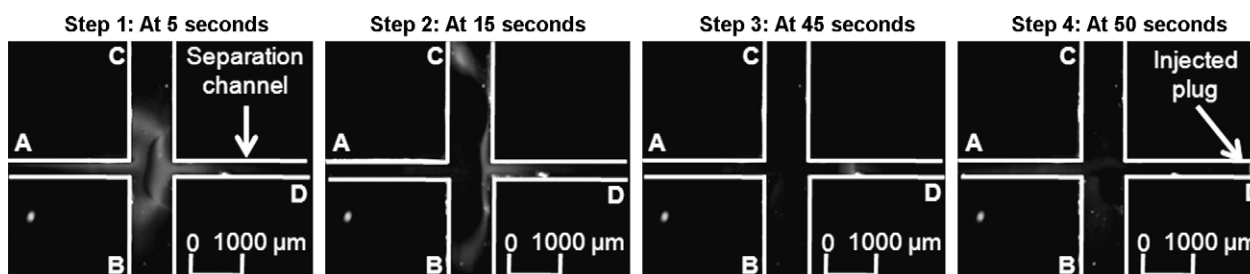 Step 1: At 5 seconds
C
Separation
channel
A
D
0 1000 µm
B
Step 2: At 15 seconds
C
A
D
0 1000 µm
B
Step 3: At 45 seconds
C
A
D
0 1000 µm
B
Step 4: At 50 seconds
C
Injected
plug
A
D
0 1000 µm
B